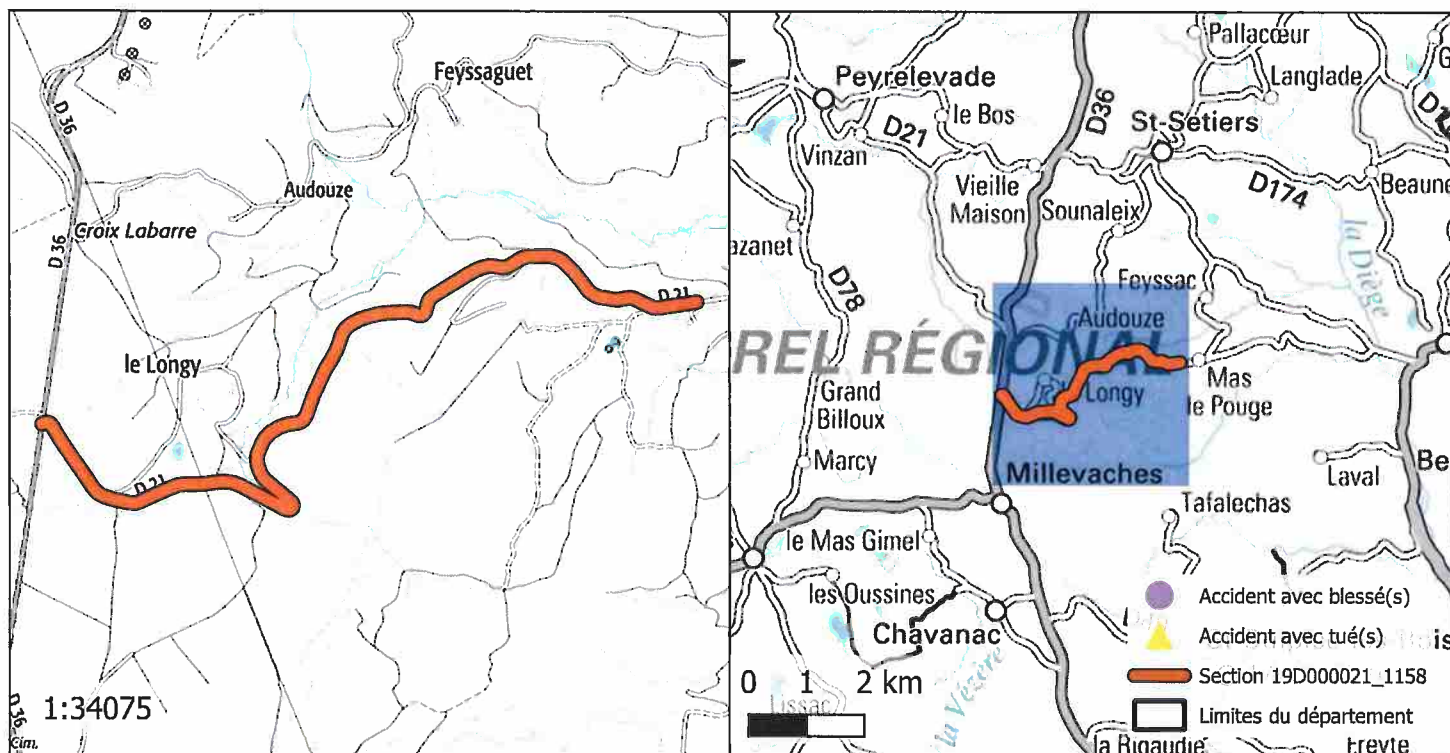 Feyssaguet
D 36
Audouze
Croix Labarre
D 36
D 21
le Longy
D 21
D 36
1:34075
Cim.
Pallacœur
Langlade
Peyrelevade
le Bos
D36
St-Setiers
D21
Vinzan
Vieille
Maison
Sounaleix
D174
Beaune
la Diège
azanet
D78
Feyssac
Audouze
REL RÉGIONAL
Grand
Billoux
Longy
Mas
le Pouge
Marcy
Laval
Be
Millevaches
Tafalechas
le Mas Gimel
les Oussines
Chavanac
la Vézère
0 1 2 km
Lissac
Accident avec blessé(s)
Accident avec tué(s)
Section 19D000021_1158
Limites du département
la Rigaudie
Freyte